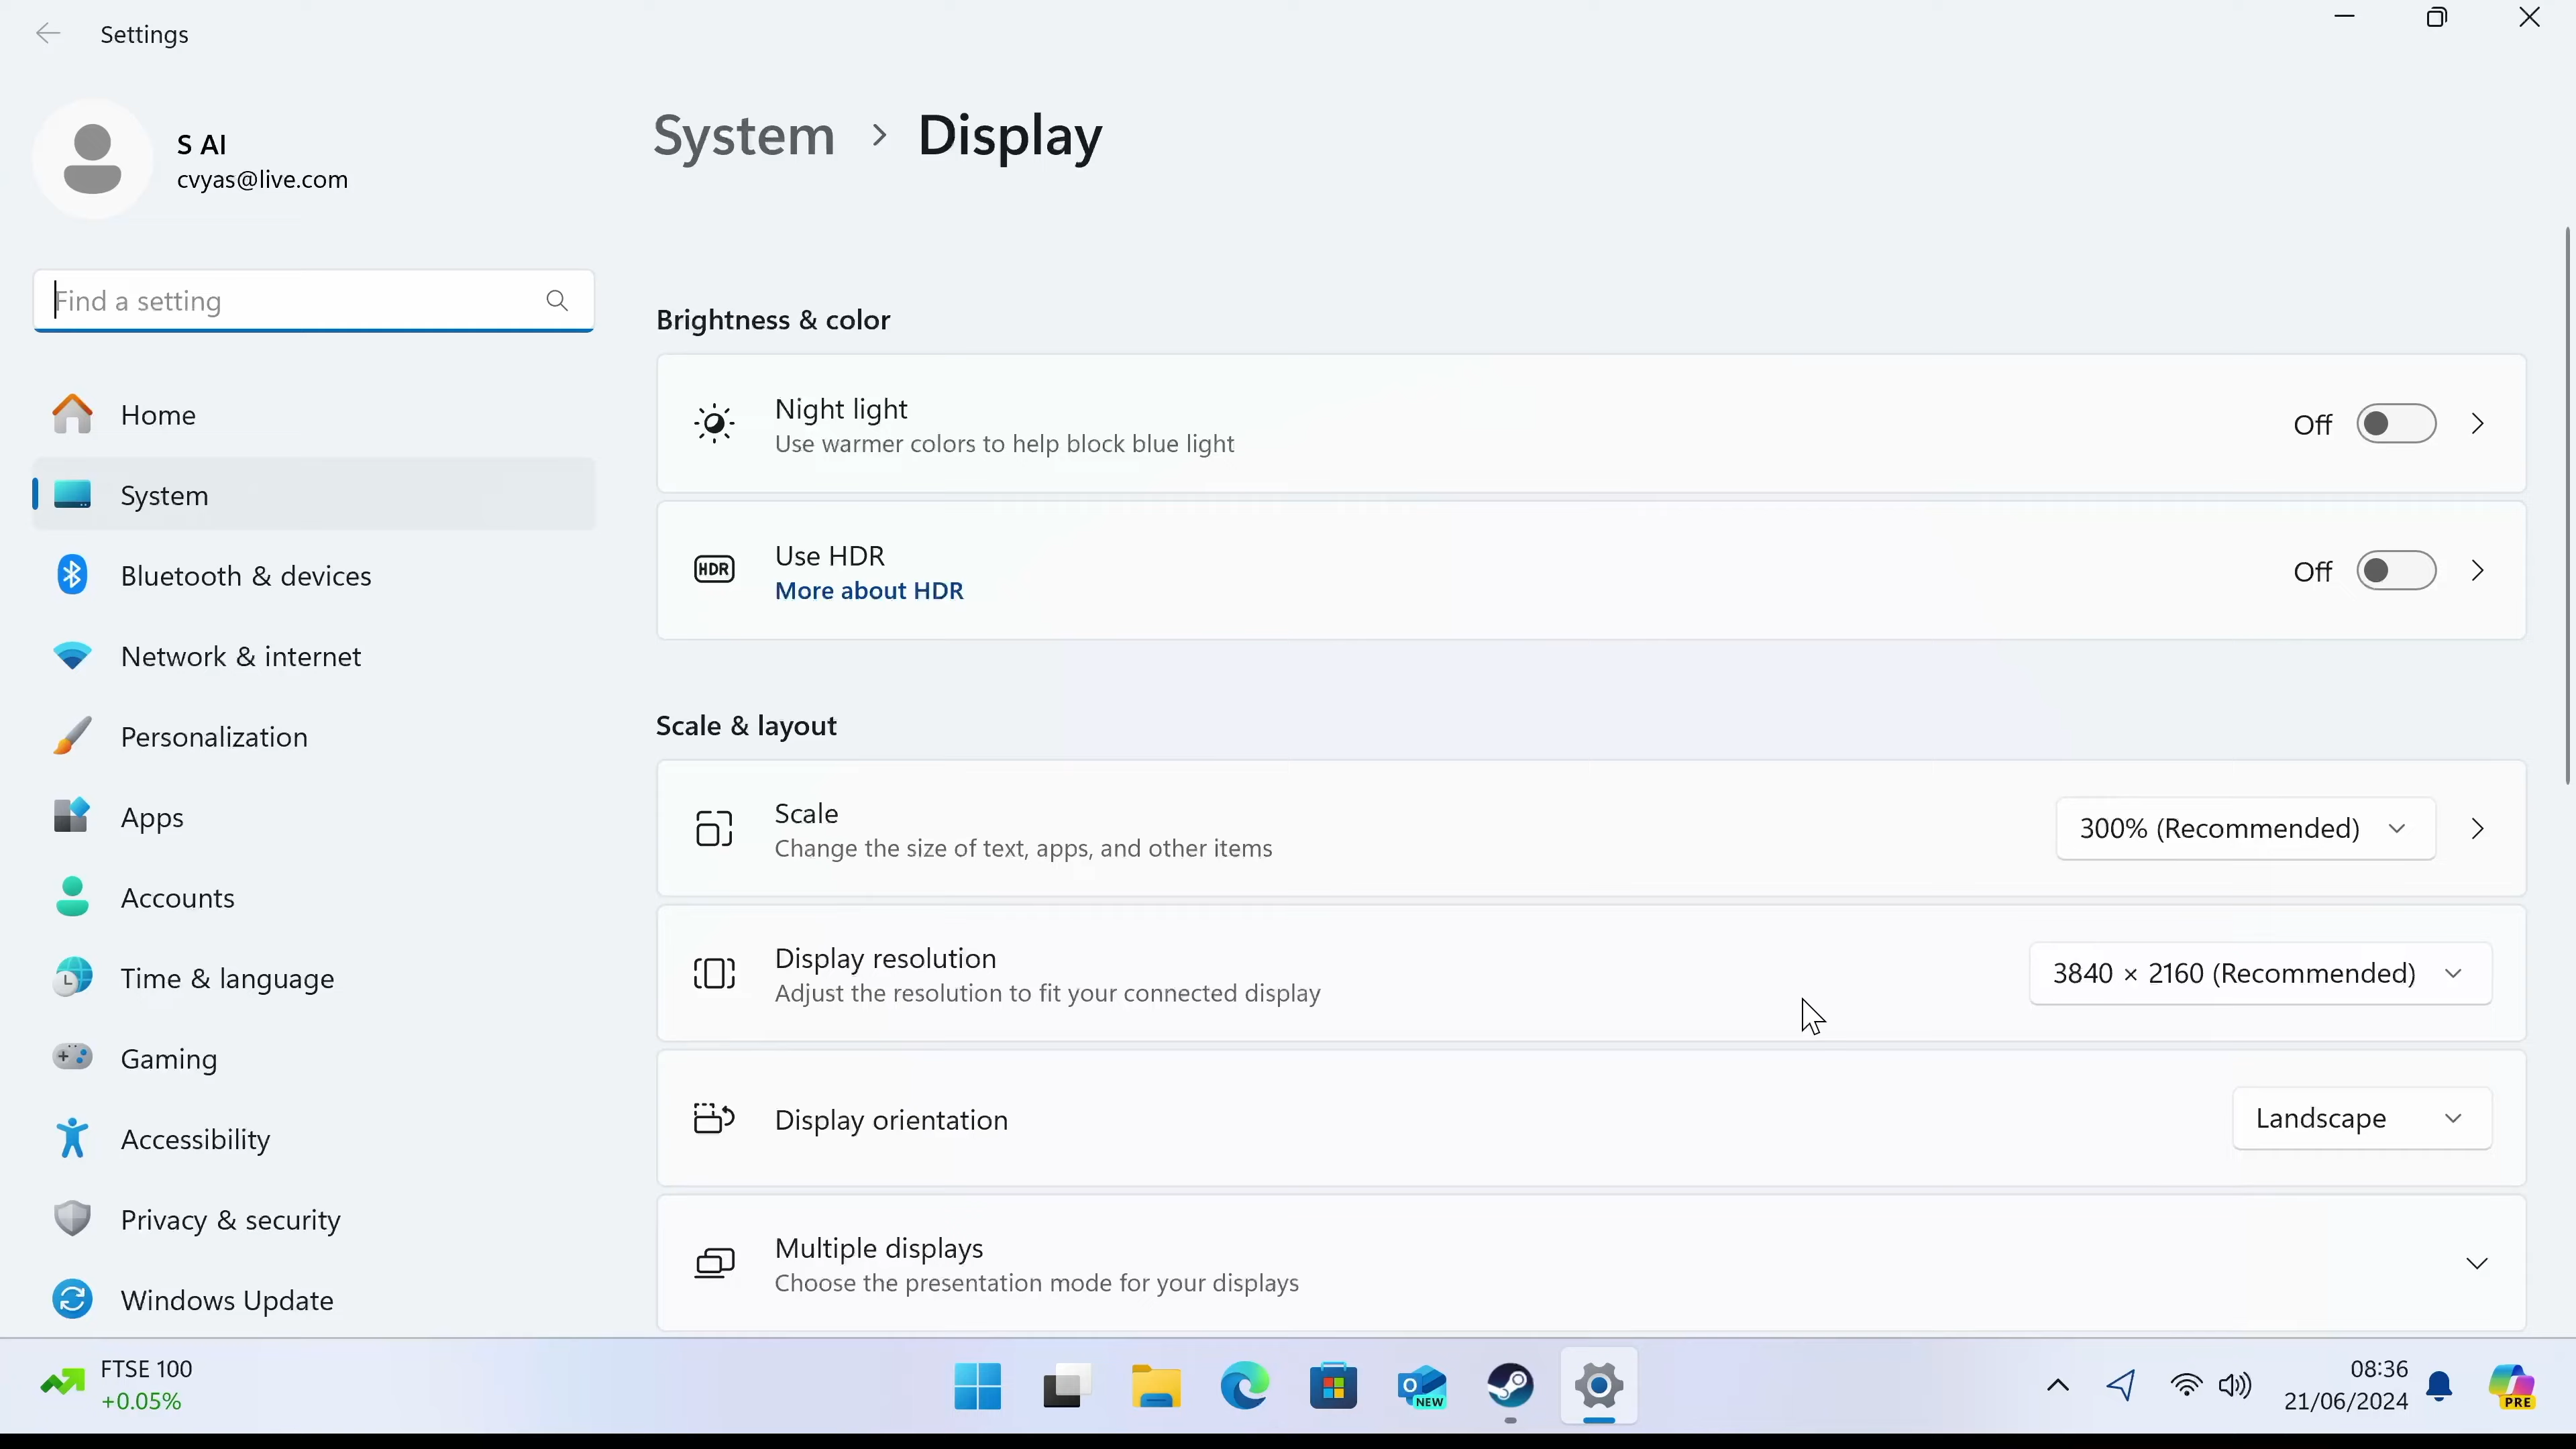 Settings
S AI
cvyas@live.com
Find a setting
Home
System
Bluetooth & devices
Network & internet
Personalization
Apps
Accounts
Time & language
Gaming
Accessibility
Privacy & security
Windows Update
System > Display
Brightness & color
Night light
Use warmer colors to help block blue light
Off
HDR
Use HDR
More about HDR
Off
Scale & layout
Scale
Change the size of text, apps, and other items
300% (Recommended)
Display resolution
Adjust the resolution to fit your connected display
3840 × 2160 (Recommended)
Display orientation
Landscape
Multiple displays
Choose the presentation mode for your displays
FTSE 100
+0.05%
NEW
08:36
21/06/2024
PRE